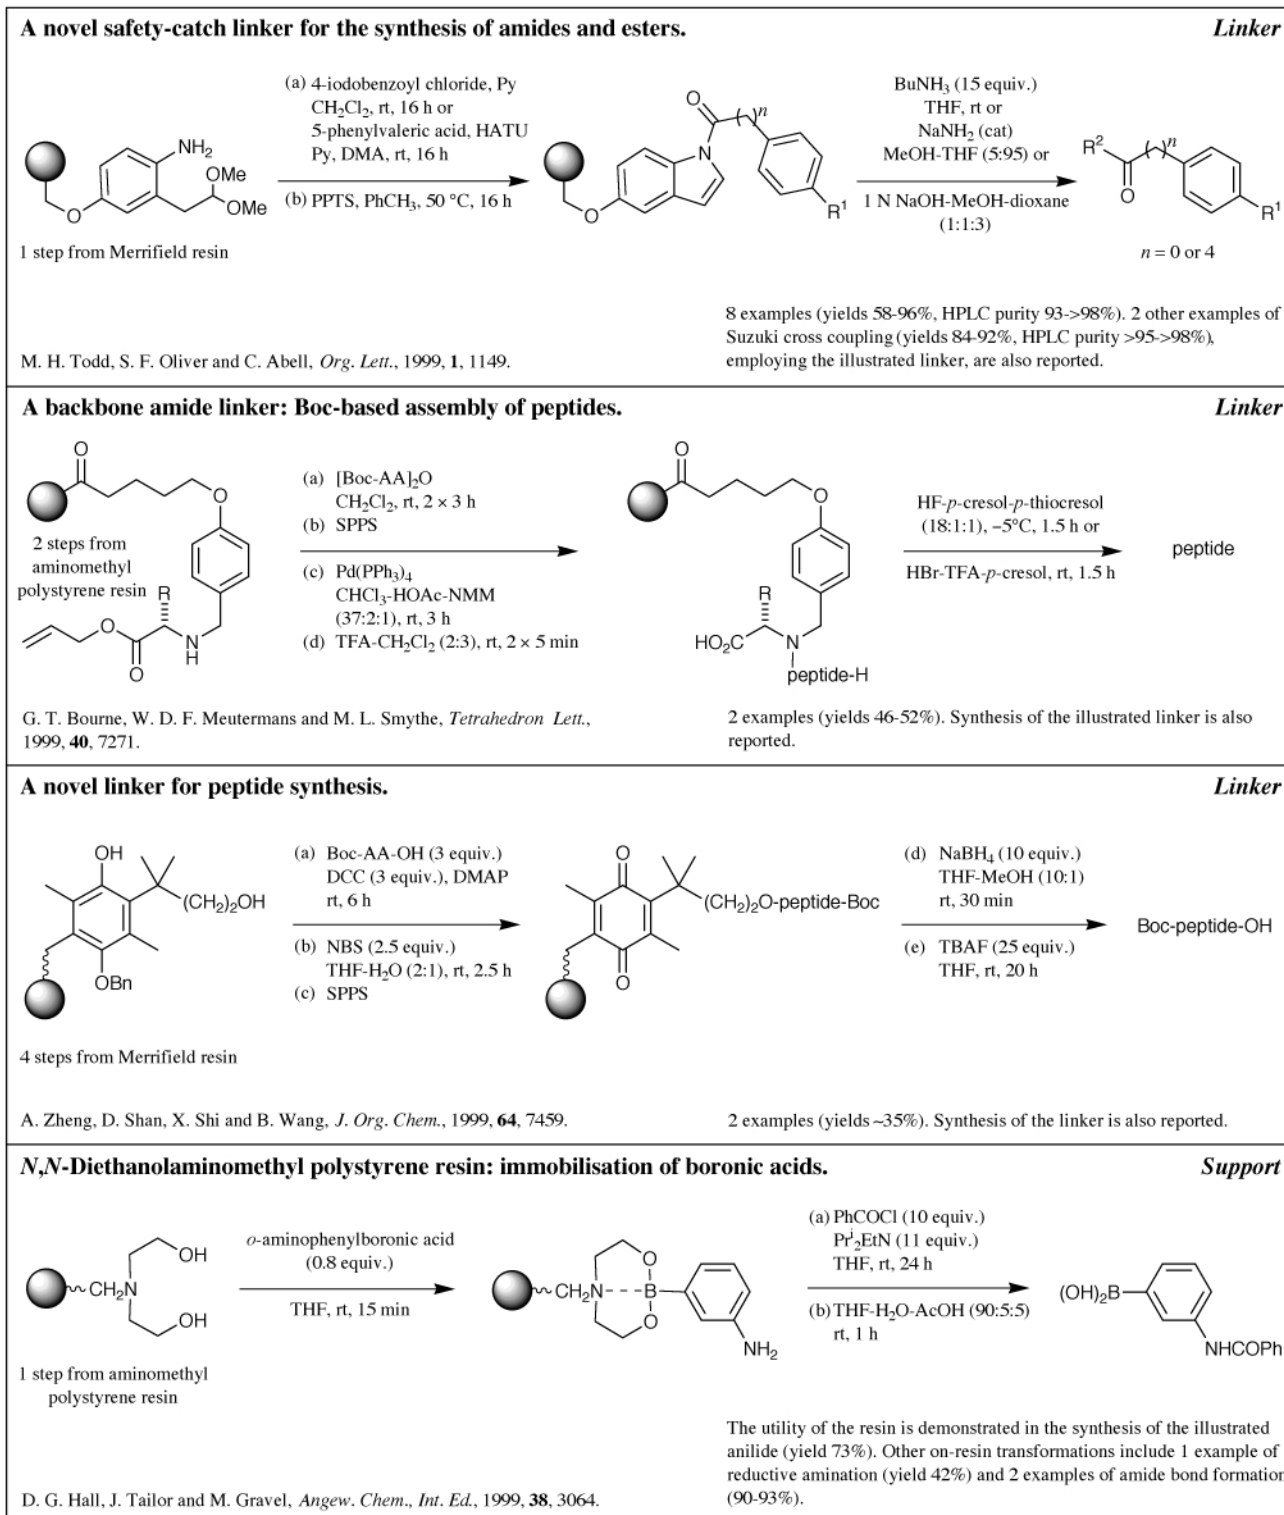 A novel safety-catch linker for the synthesis of amides and esters.
Linker
(a) 4-iodobenzoyl chloride, Py
CH2Cl2, rt, 16 h or
5-phenylvaleric acid, HATU
Py, DMA, rt, 16 h
(b) PPTS, PhCH3, 50 °C, 16 h
NH2
OMe
OMe
O
1 step from Merrifield resin
O
n
N
O
R1
BuNH3 (15 equiv.)
THF, rt or
NaNH2 (cat)
MeOH-THF (5:95) or
1 N NaOH-MeOH-dioxane
(1:1:3)
R2
n
O
R1
n = 0 or 4
8 examples (yields 58-96%, HPLC purity 93->98%). 2 other examples of
Suzuki cross coupling (yields 84-92%, HPLC purity >95->98%),
employing the illustrated linker, are also reported.
M. H. Todd, S. F. Oliver and C. Abell, Org. Lett., 1999, 1, 1149.
A backbone amide linker: Boc-based assembly of peptides.
Linker
O
O
2 steps from
aminomethyl
polystyrene resin
R
O
O
N
H
(a) [Boc-AA]2O
CH2Cl2, rt, 2 × 3 h
(b) SPPS
(c) Pd(PPh3)4
CHCl3-HOAc-NMM
(37:2:1), rt, 3 h
(d) TFA-CH2Cl2 (2:3), rt, 2 × 5 min
O
O
R
HO2C
N
peptide-H
HF-p-cresol-p-thiocresol
(18:1:1), –5°C, 1.5 h or
HBr-TFA-p-cresol, rt, 1.5 h
peptide
G. T. Bourne, W. D. F. Meutermans and M. L. Smythe, Tetrahedron Lett.,
1999, 40, 7271.
2 examples (yields 46-52%). Synthesis of the illustrated linker is also
reported.
A novel linker for peptide synthesis.
Linker
OH
(CH2)2OH
OBn
4 steps from Merrifield resin
(a) Boc-AA-OH (3 equiv.)
DCC (3 equiv.), DMAP
rt, 6 h
(b) NBS (2.5 equiv.)
THF-H2O (2:1), rt, 2.5 h
(c) SPPS
O
(CH2)2O-peptide-Boc
O
(d) NaBH4 (10 equiv.)
THF-MeOH (10:1)
rt, 30 min
(e) TBAF (25 equiv.)
THF, rt, 20 h
Boc-peptide-OH
A. Zheng, D. Shan, X. Shi and B. Wang, J. Org. Chem., 1999, 64, 7459.
2 examples (yields ~35%). Synthesis of the linker is also reported.
N,N-Diethanolaminomethyl polystyrene resin: immobilisation of boronic acids.
Support
OH
CH2N
OH
1 step from aminomethyl
polystyrene resin
o-aminophenylboronic acid
(0.8 equiv.)
THF, rt, 15 min
O
CH2N
B
O
NH2
(a) PhCOCl (10 equiv.)
Pri2EtN (11 equiv.)
THF, rt, 24 h
(b) THF-H2O-AcOH (90:5:5)
rt, 1 h
(OH)2B
NHCOPh
The utility of the resin is demonstrated in the synthesis of the illustrated
anilide (yield 73%). Other on-resin transformations include 1 example of
reductive amination (yield 42%) and 2 examples of amide bond formation
(90-93%).
D. G. Hall, J. Tailor and M. Gravel, Angew. Chem., Int. Ed., 1999, 38, 3064.